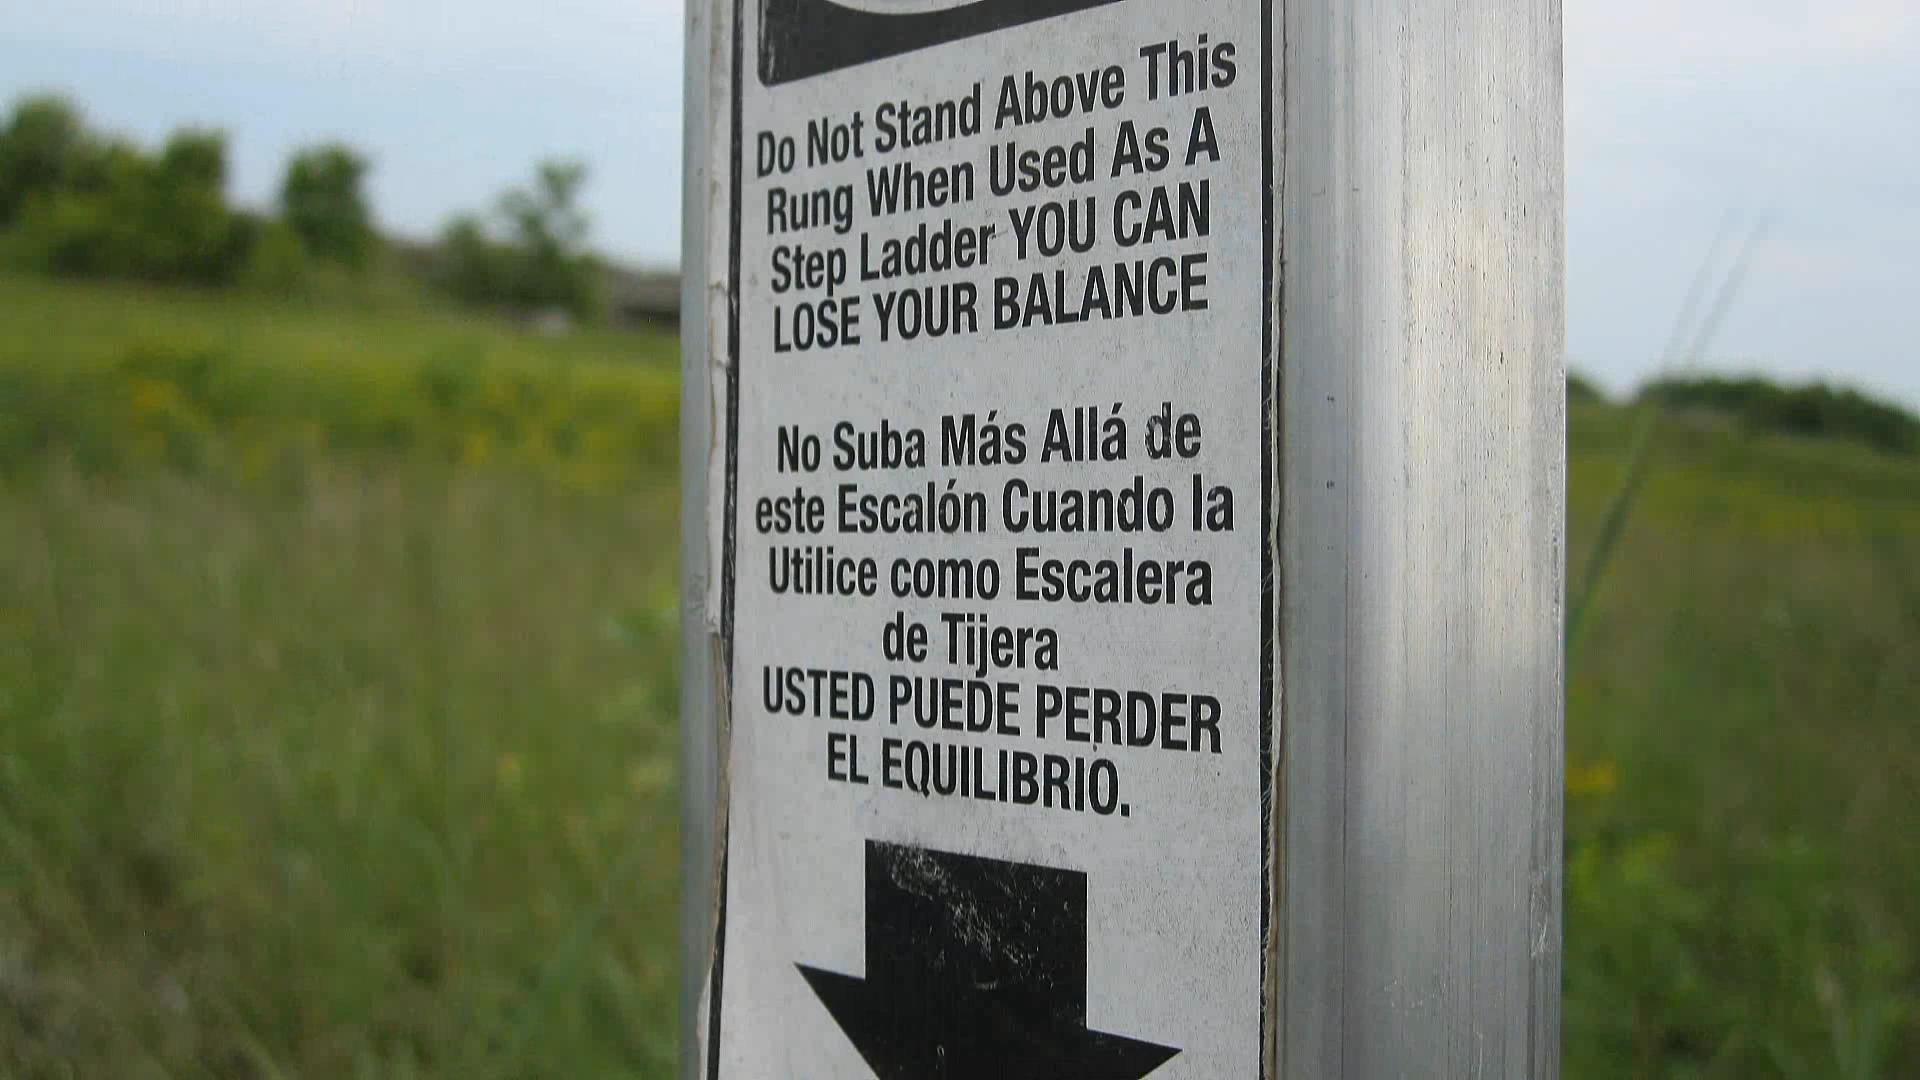 Do Not Stand Above This
Rung When Used As A
Step Ladder YOU CAN
LOSE YOUR BALANCE
No Suba Más Allá de
este Escalón Cuando la
Utilice como Escalera
de Tijera
USTED PUEDE PERDER
EL EQUILIBRIO.